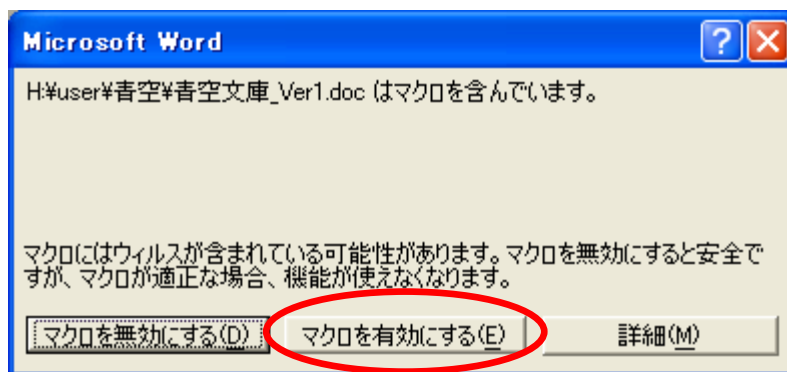 Microsoft Word
H:¥user¥青空¥青空文庫_Ver1.doc はマクロを含んでいます。
マクロにはウィルスが含まれている可能性があります。マクロを無効にすると安全で
すが、マクロが適正な場合、機能が使えなくなります。
マクロを無効にする(D) マクロを有効にする(E) 詳細(M)